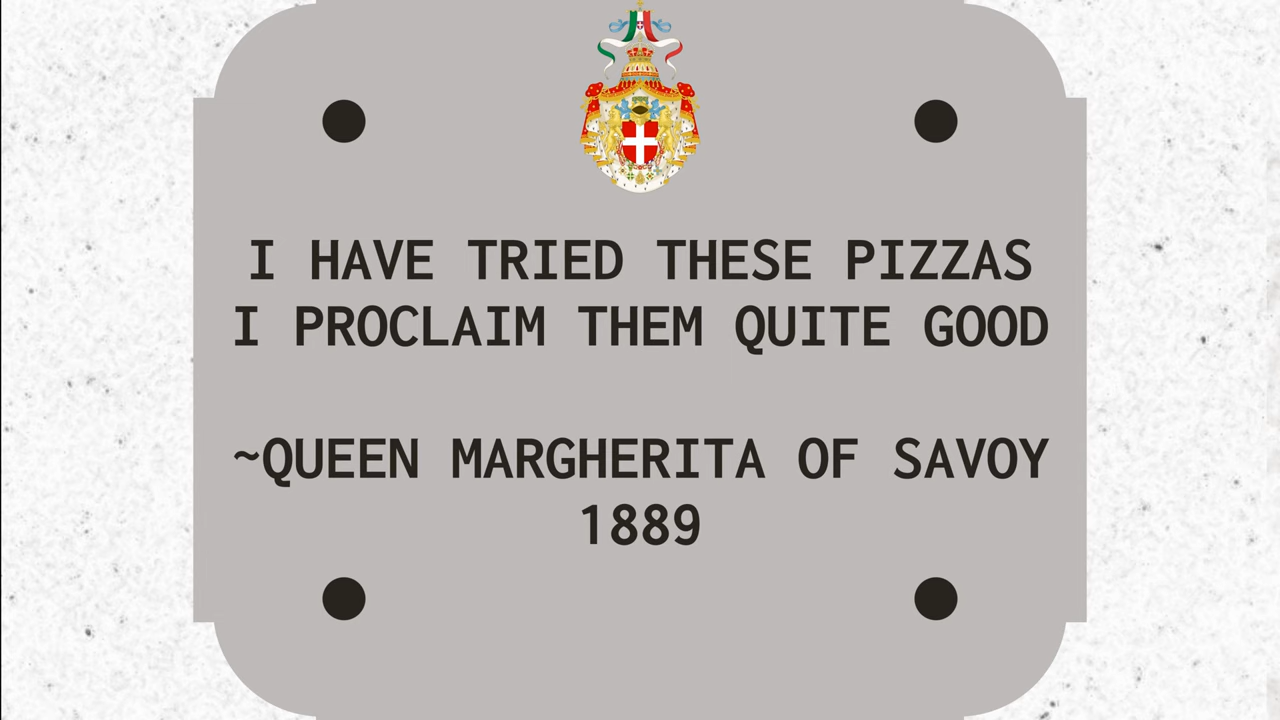 I HAVE TRIED THESE PIZZAS
I PROCLAIM THEM QUITE GOOD
~QUEEN MARGHERITA OF SAVOY
1889